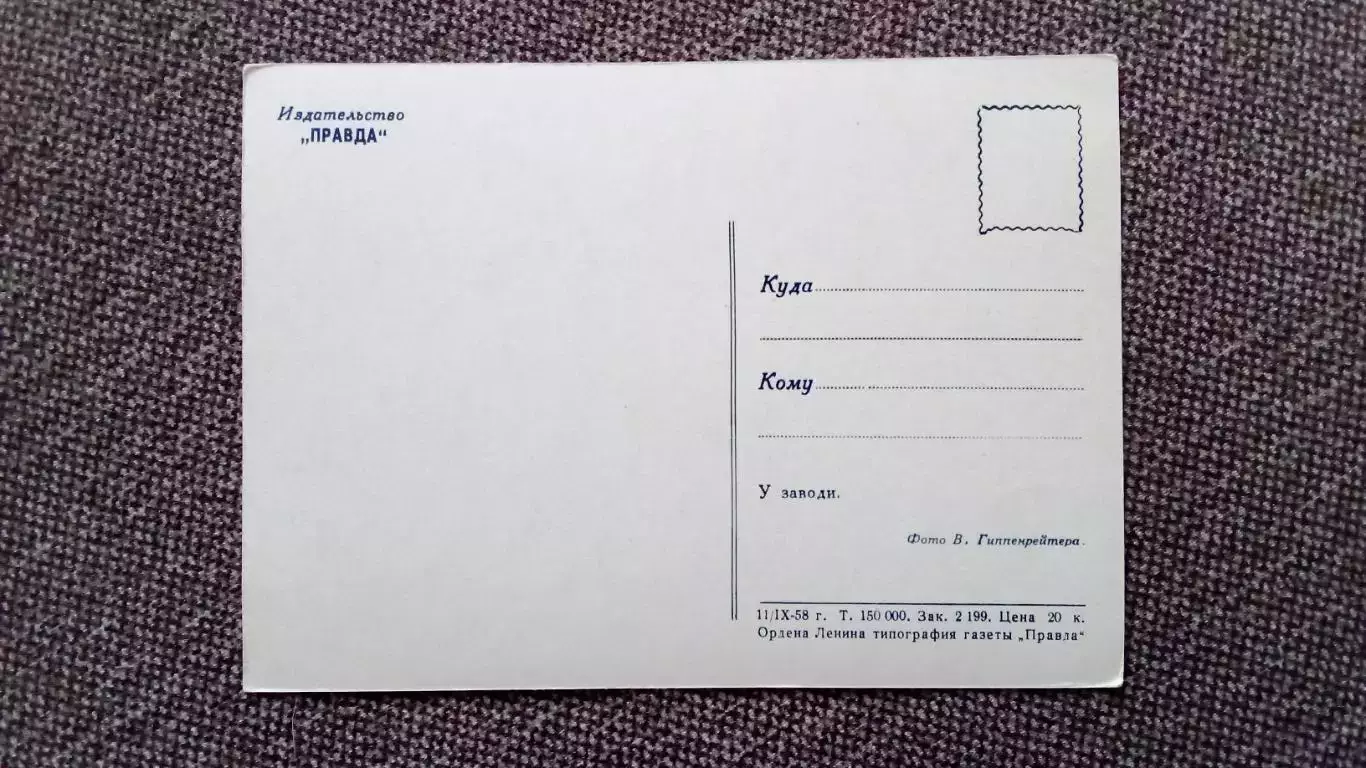 Издательство
„ПРАВДА“
Куда
Кому
У заводи.
Фото В. Гиппенрейтера.
11/IX-58 г. Т. 150 000. Зак. 2 199. Цена 20 к.
Ордена Ленина типография газеты „Правда“